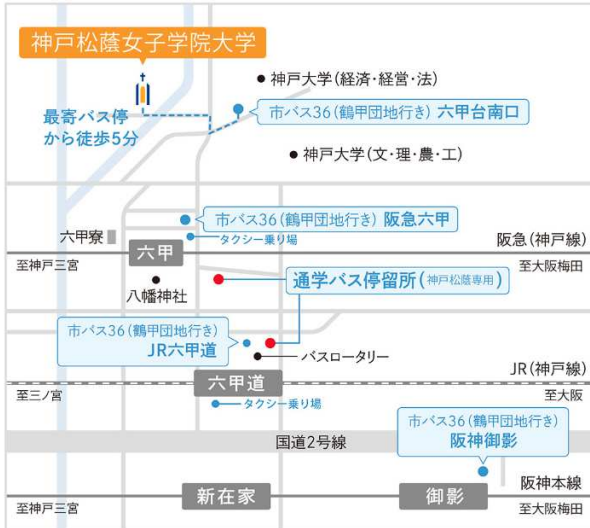 神戸松蔭女子学院大学
神戸大学(経済・経営・法)
最寄バス停
から徒歩5分
市バス36(鶴甲団地行き) 六甲台南口
神戸大学(文・理・農・工)
市バス36(鶴甲団地行き) 阪急六甲
六甲寮
タクシー乗り場
六甲
阪急(神戸線)
至神戸三宮
至大阪梅田
八幡神社
通学バス停留所(神戸松蔭専用)
市バス36(鶴甲団地行き)
JR六甲道
バスロータリー
JR(神戸線)
六甲道
至三ノ宮
至大阪
タクシー乗り場
市バス36(鶴甲団地行き)
阪神御影
国道2号線
阪神本線
新在家
御影
至神戸三宮
至大阪梅田